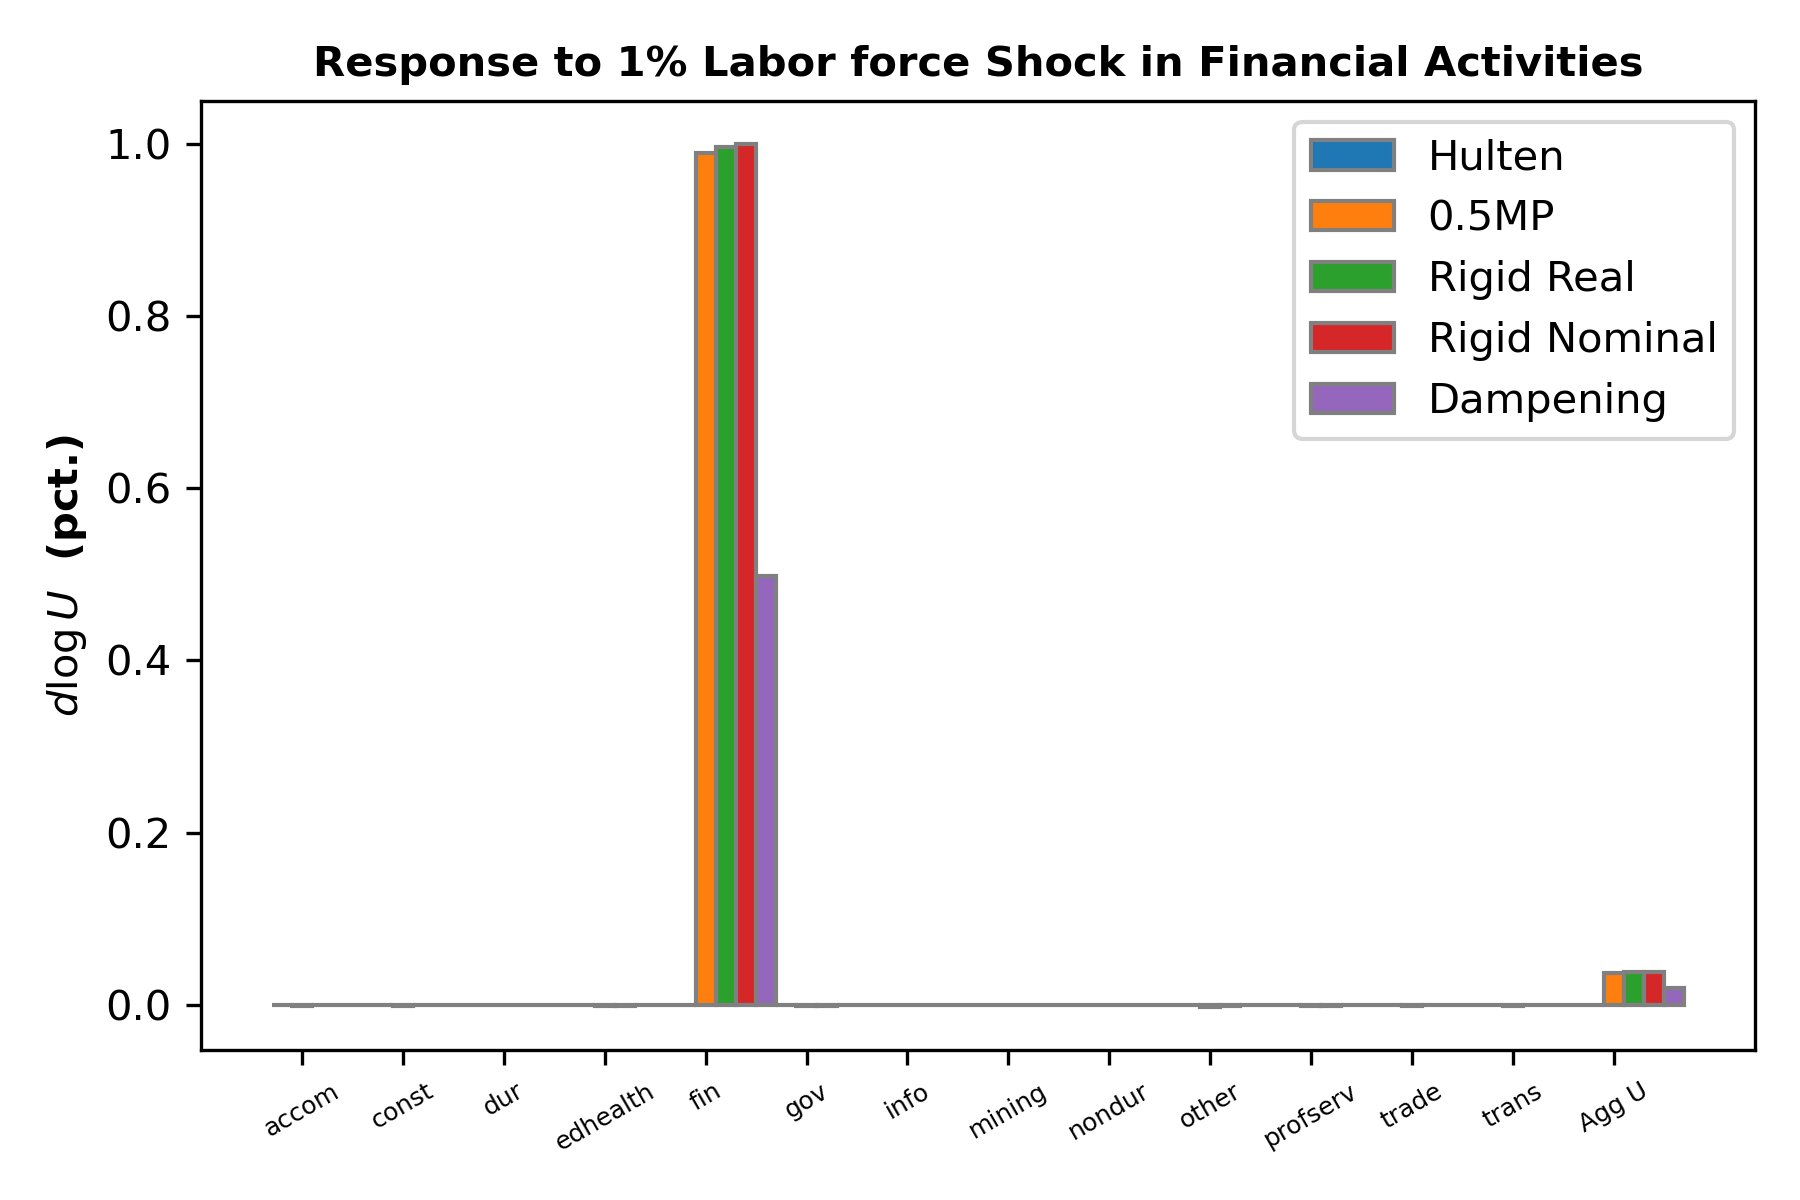 Response to 1% Labor force Shock in Financial Activities
d log U (pct.)
1.0
0.8
0.6
0.4
0.2
0.0
Hulten
0.5MP
Rigid Real
Rigid Nominal
Dampening
accom const dur edhealth fin gov info mining nondur other profserv trade trans Agg U